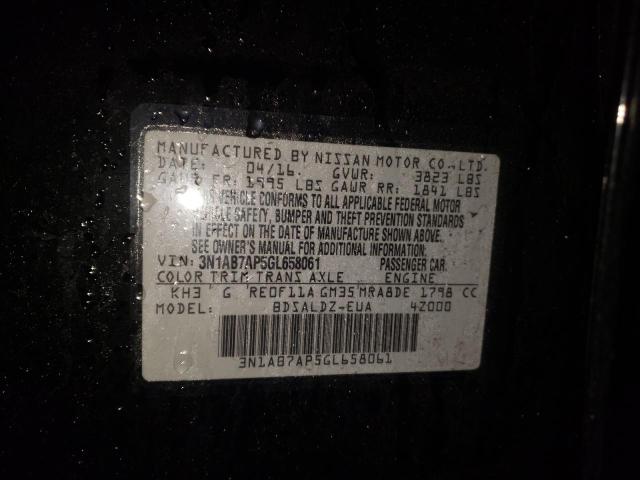 MANUFACTURED BY NISSAN MOTOR CO.,LTD.
DATE: 04/16. GVWR: 3823 LBS
GAWR FR: 1995 LBS GAWR RR: 1841 LBS
VEHICLE CONFORMS TO ALL APPLICABLE FEDERAL MOTOR
VEHICLE SAFETY, BUMPER AND THEFT PREVENTION STANDARDS
IN EFFECT ON THE DATE OF MANUFACTURE SHOWN ABOVE.
SEE OWNER'S MANUAL FOR ADDITIONAL INFORMATION.
VIN: 3N1AB7AP5GL658061 PASSENGER CAR.
COLOR TRIM TRANS AXLE ENGINE
KH3 G RE0F11A GM35 MRA8DE 1798 CC
MODEL: BDSALDZ-EUA 4Z000
3N1AB7AP5GL658061